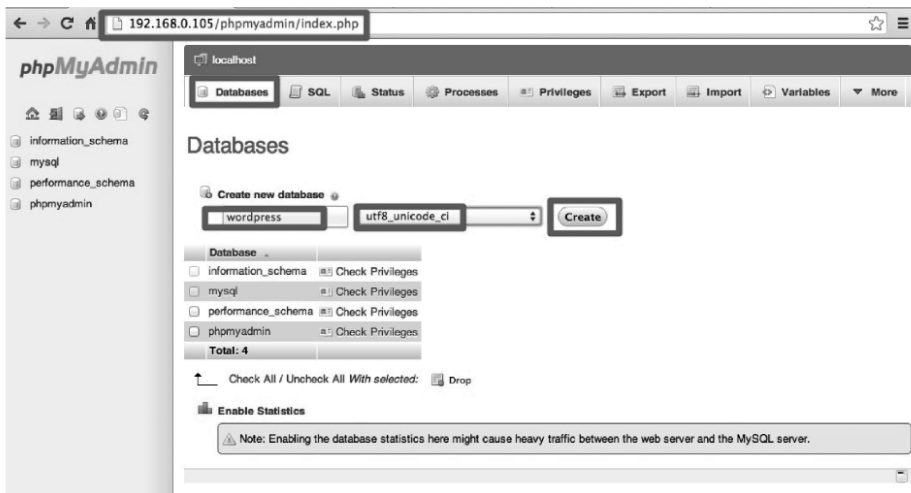 192.168.0.105/phpmyadmin/index.php
phpMyAdmin
information_schema
mysql
performance_schema
phpmyadmin
localhost
Databases SQL Status Processes Privileges Export Import Variables More
Databases
Create new database
wordpress utf8_unicode_ci Create
Database
information_schema Check Privileges
mysql Check Privileges
performance_schema Check Privileges
phpmyadmin Check Privileges
Total: 4
Check All / Uncheck All With selected: Drop
Enable Statistics
Note: Enabling the database statistics here might cause heavy traffic between the web server and the MySQL server.